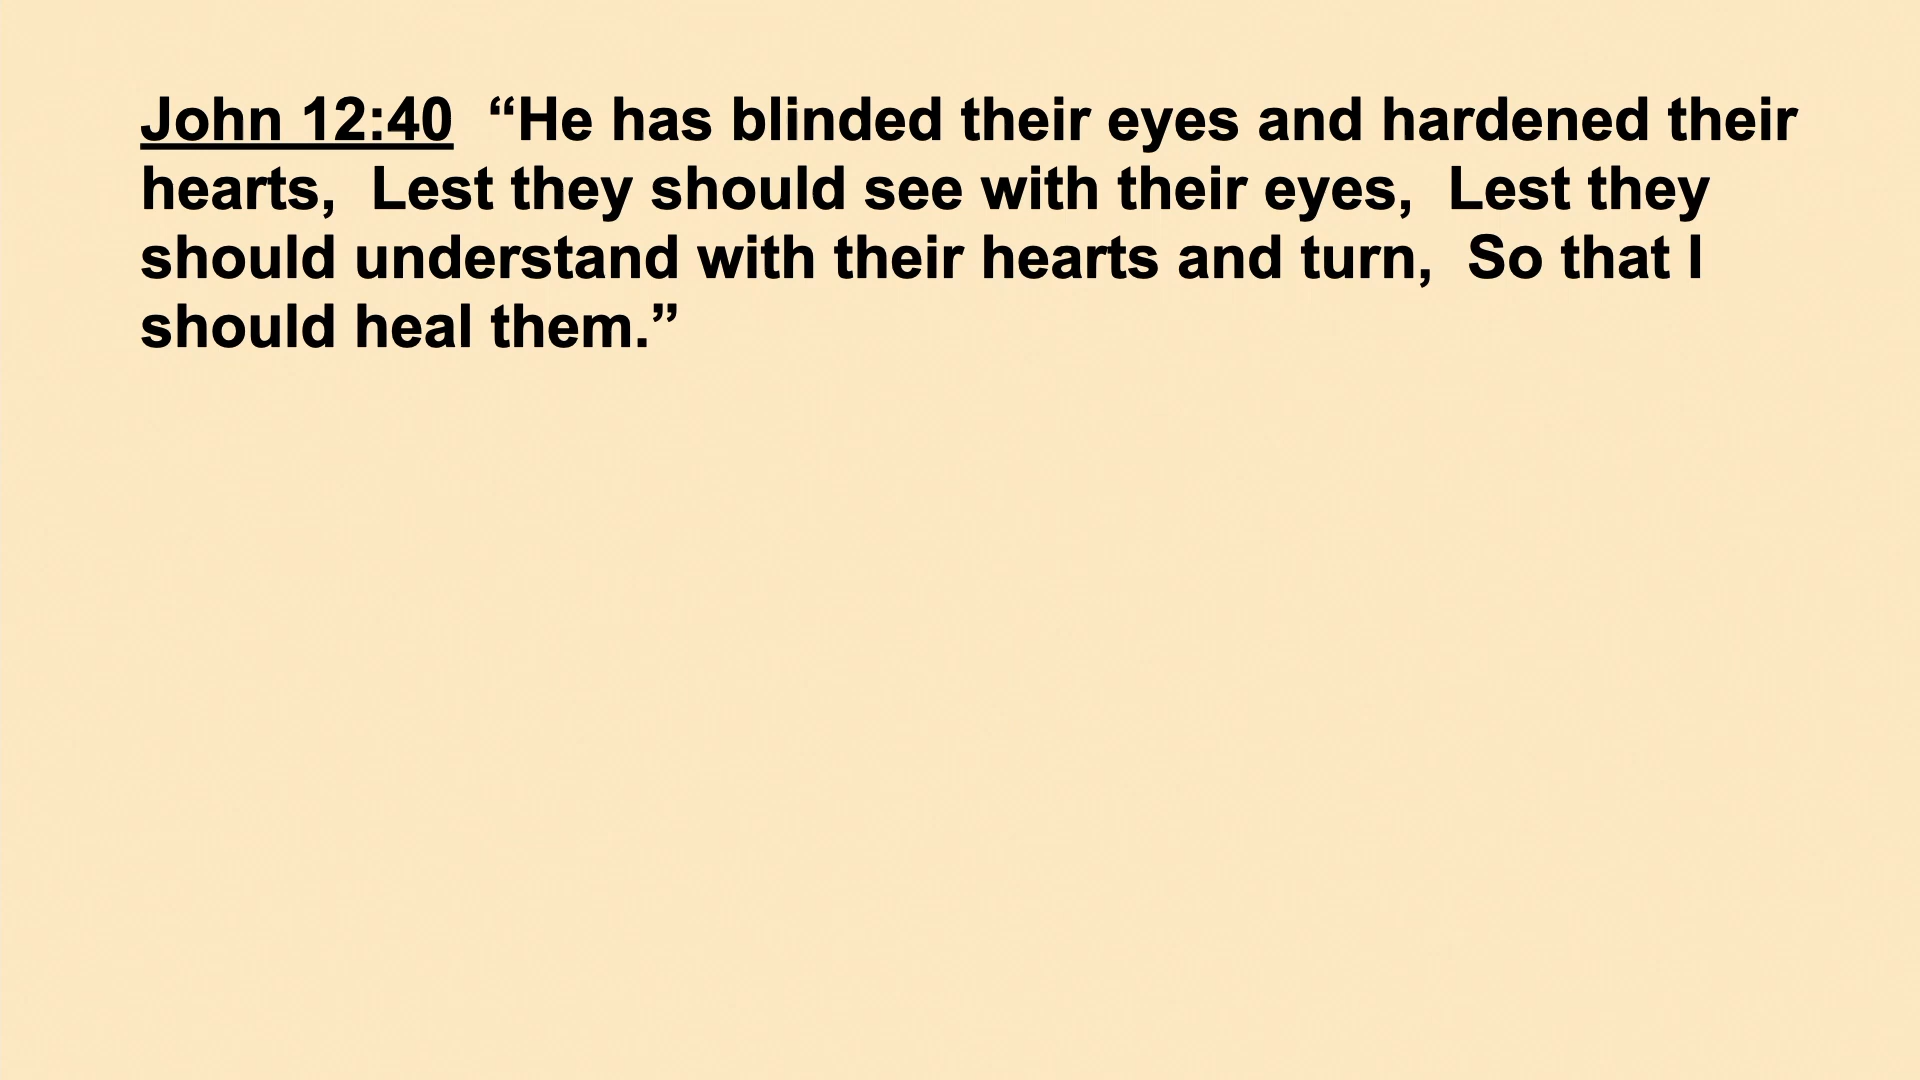 John 12:40  “He has blinded their eyes and hardened their
hearts,  Lest they should see with their eyes,  Lest they
should understand with their hearts and turn,  So that I
should heal them.”